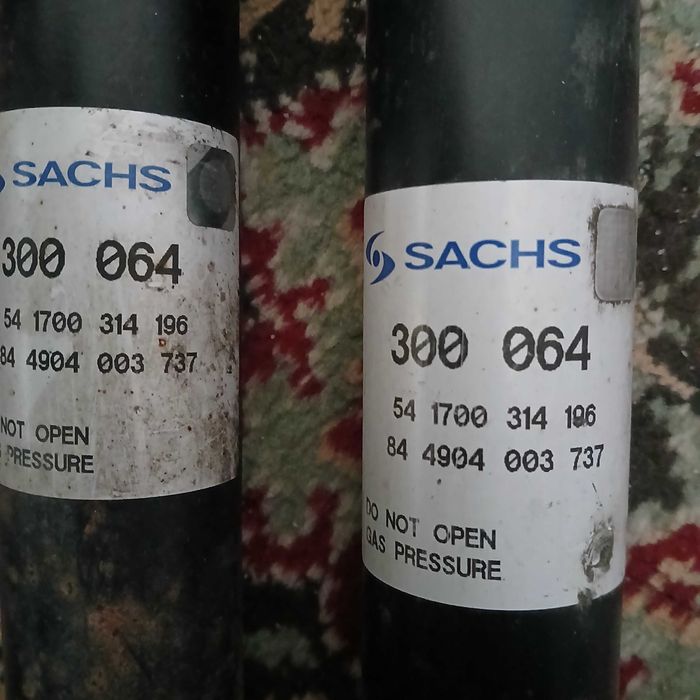 SACHS
300 064
54 1700 314 196
84 4904 003 737
NOT OPEN
PRESSURE
SACHS
300 064
54 1700 314 196
84 4904 003 737
DO NOT OPEN
GAS PRESSURE